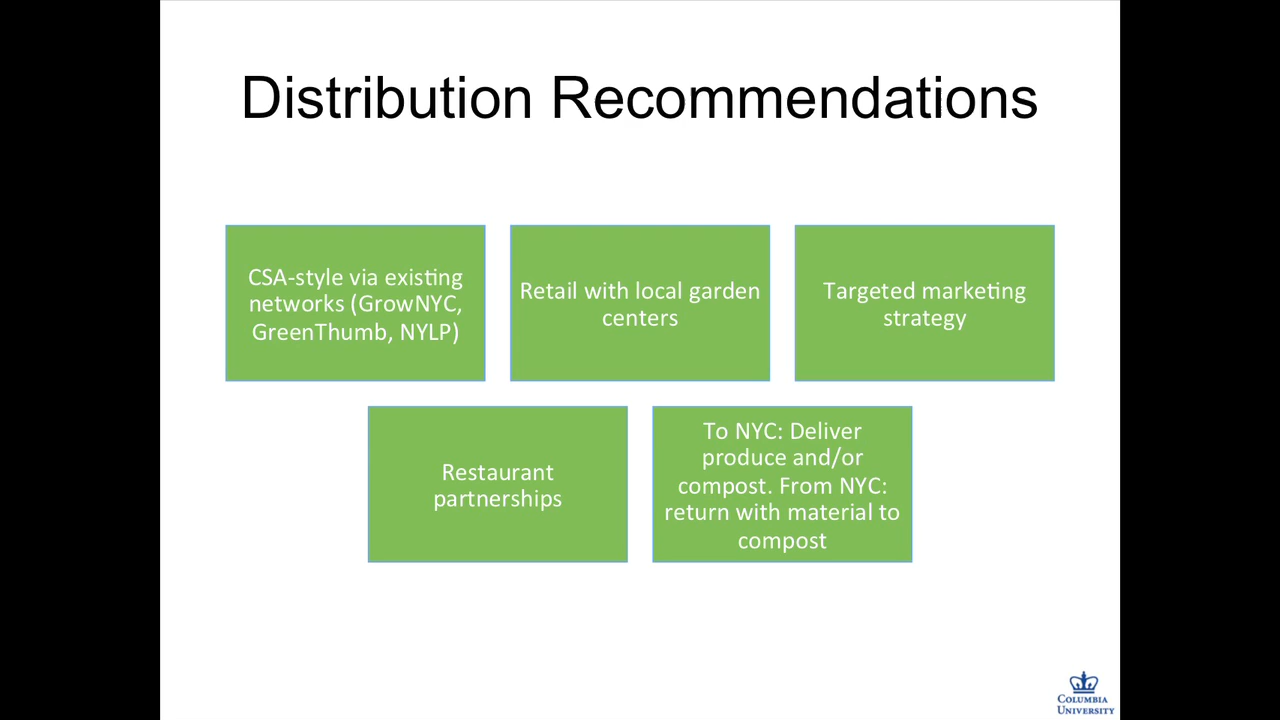 Distribution Recommendations
CSA-style via existing
networks (GrowNYC,
GreenThumb, NYLP)
Retail with local garden
centers
Targeted marketing
strategy
Restaurant
partnerships
To NYC: Deliver
produce and/or
compost. From NYC:
return with material to
compost
COLUMBIA
UNIVERSITY